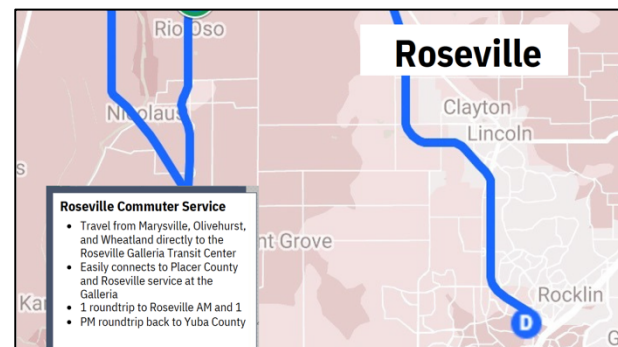 Rio Oso
Roseville
Nicolaus
Clayton
Lincoln
Roseville Commuter Service
• Travel from Marysville, Olivehurst,
and Wheatland directly to the
Roseville Galleria Transit Center
• Easily connects to Placer County
and Roseville service at the
Galleria
• 1 roundtrip to Roseville AM and 1
• PM roundtrip back to Yuba County
nt Grove
Rocklin
D